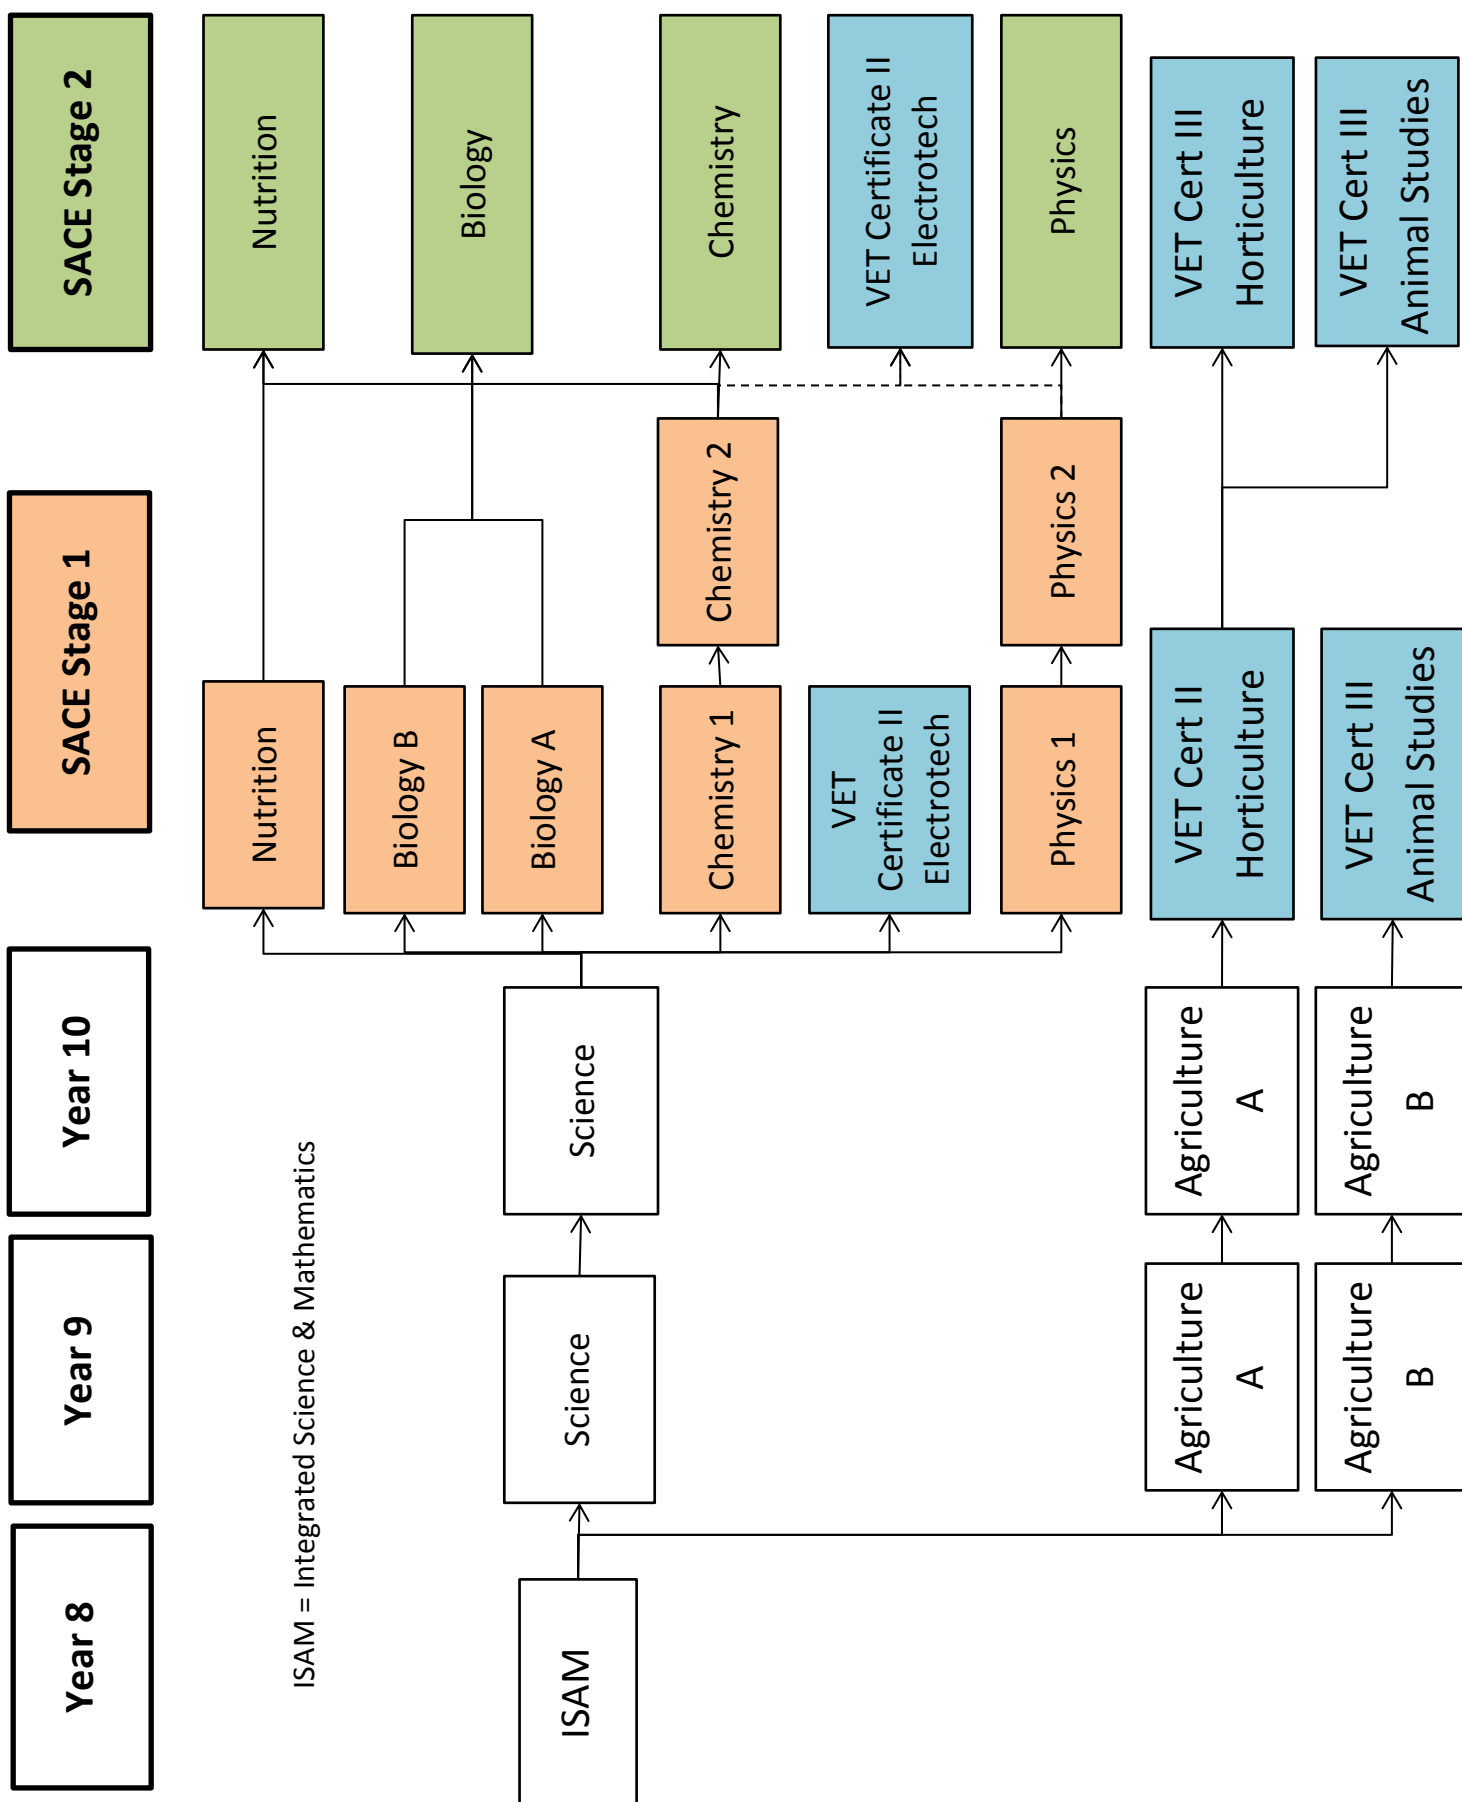 Year 8
Year 9
Year 10
SACE Stage 1
SACE Stage 2
Nutrition
Nutrition
Biology B
Biology
Biology A
ISAM = Integrated Science & Mathematics
ISAM
Science
Science
Chemistry 1
Chemistry 2
Chemistry
VET
Certificate II
Electrotech
VET Certificate II
Electrotech
Physics 1
Physics 2
Physics
Agriculture
A
Agriculture
A
VET Cert II
Horticulture
VET Cert III
Horticulture
Agriculture
B
Agriculture
B
VET Cert III
Animal Studies
VET Cert III
Animal Studies